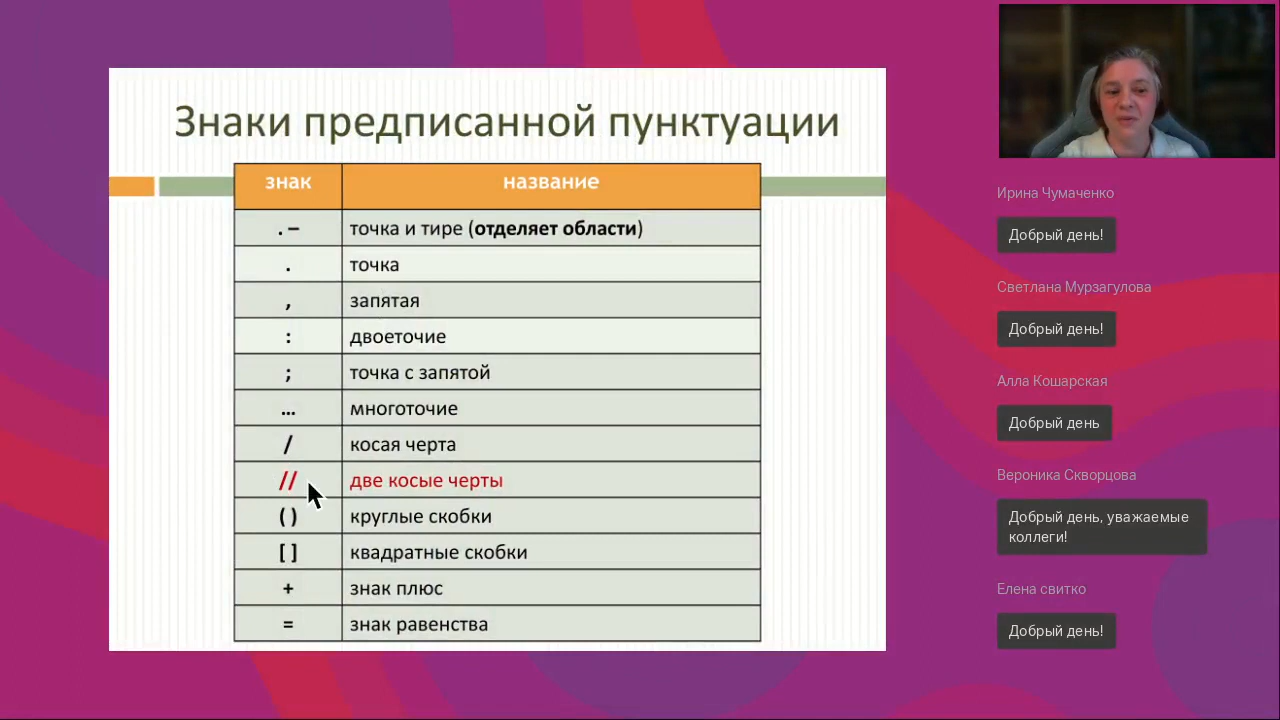 Знаки предписанной пунктуации
знак название
. – точка и тире (отделяет области)
. точка
, запятая
: двоеточие
; точка с запятой
... многоточие
/ косая черта
// две косые черты
( ) круглые скобки
[ ] квадратные скобки
+ знак плюс
= знак равенства
Ирина Чумаченко
Добрый день!
Светлана Мурзагулова
Добрый день!
Алла Кошарская
Добрый день
Вероника Скворцова
Добрый день, уважаемые
коллеги!
Елена свитко
Добрый день!